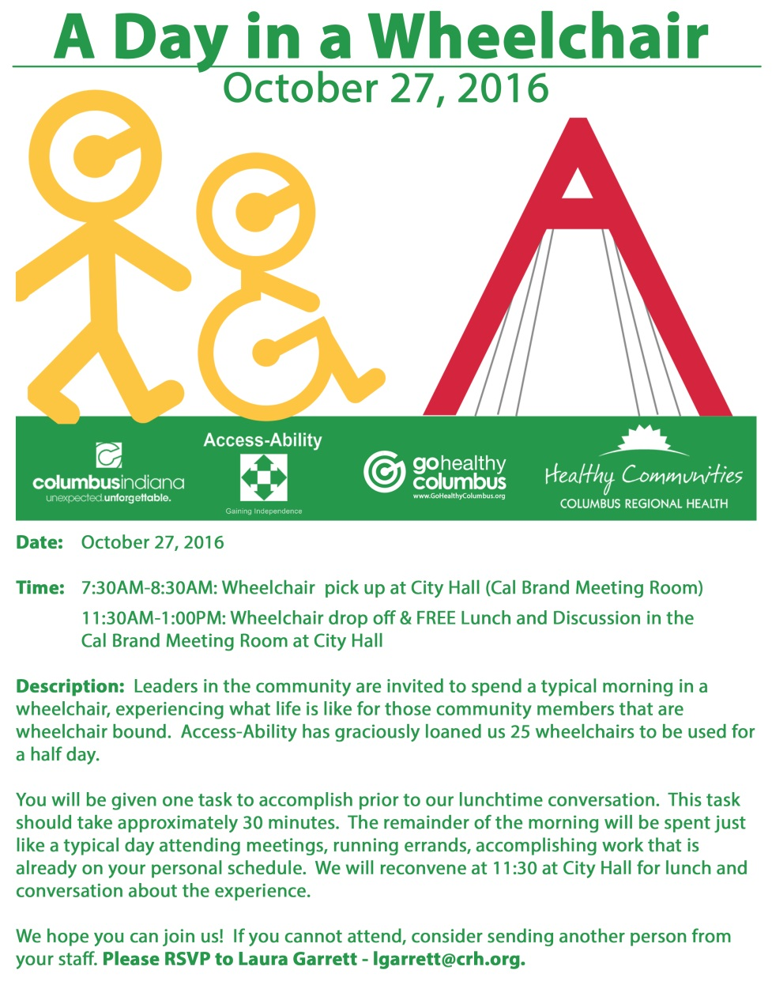 A Day in a Wheelchair
October 27, 2016
columbusindiana
unexpected.unforgettable.
Access-Ability
Gaining Independence
gohealthy
columbus
www.GoHealthyColumbus.org
Healthy Communities
COLUMBUS REGIONAL HEALTH
Date: October 27, 2016
Time: 7:30AM-8:30AM: Wheelchair pick up at City Hall (Cal Brand Meeting Room)
11:30AM-1:00PM: Wheelchair drop off & FREE Lunch and Discussion in the
Cal Brand Meeting Room at City Hall
Description: Leaders in the community are invited to spend a typical morning in a
wheelchair, experiencing what life is like for those community members that are
wheelchair bound. Access-Ability has graciously loaned us 25 wheelchairs to be used for
a half day.
You will be given one task to accomplish prior to our lunchtime conversation. This task
should take approximately 30 minutes. The remainder of the morning will be spent just
like a typical day attending meetings, running errands, accomplishing work that is
already on your personal schedule. We will reconvene at 11:30 at City Hall for lunch and
conversation about the experience.
We hope you can join us! If you cannot attend, consider sending another person from
your staff. Please RSVP to Laura Garrett - lgarrett@crh.org.